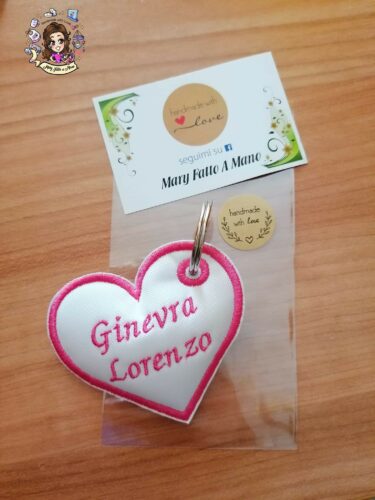 handmade with
love
seguimi su f
Mary Fatto A Mano
handmade
with love
Ginevra
Lorenzo